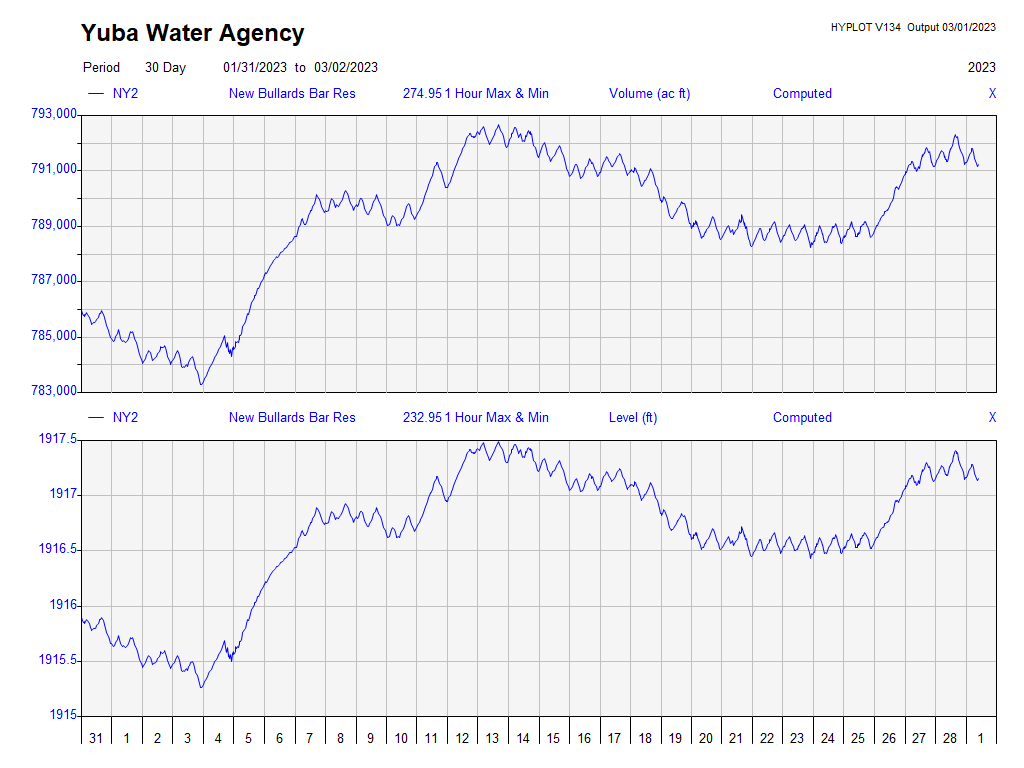 Yuba Water Agency
HYPLOT V134 Output 03/01/2023
Period 30 Day 01/31/2023 to 03/02/2023 2023
NY2 New Bullards Bar Res 274.95 1 Hour Max & Min Volume (ac ft) Computed X
793,000
791,000
789,000
787,000
785,000
783,000
NY2 New Bullards Bar Res 232.95 1 Hour Max & Min Level (ft) Computed X
1917.5
1917
1916.5
1916
1915.5
1915
31 1 2 3 4 5 6 7 8 9 10 11 12 13 14 15 16 17 18 19 20 21 22 23 24 25 26 27 28 1